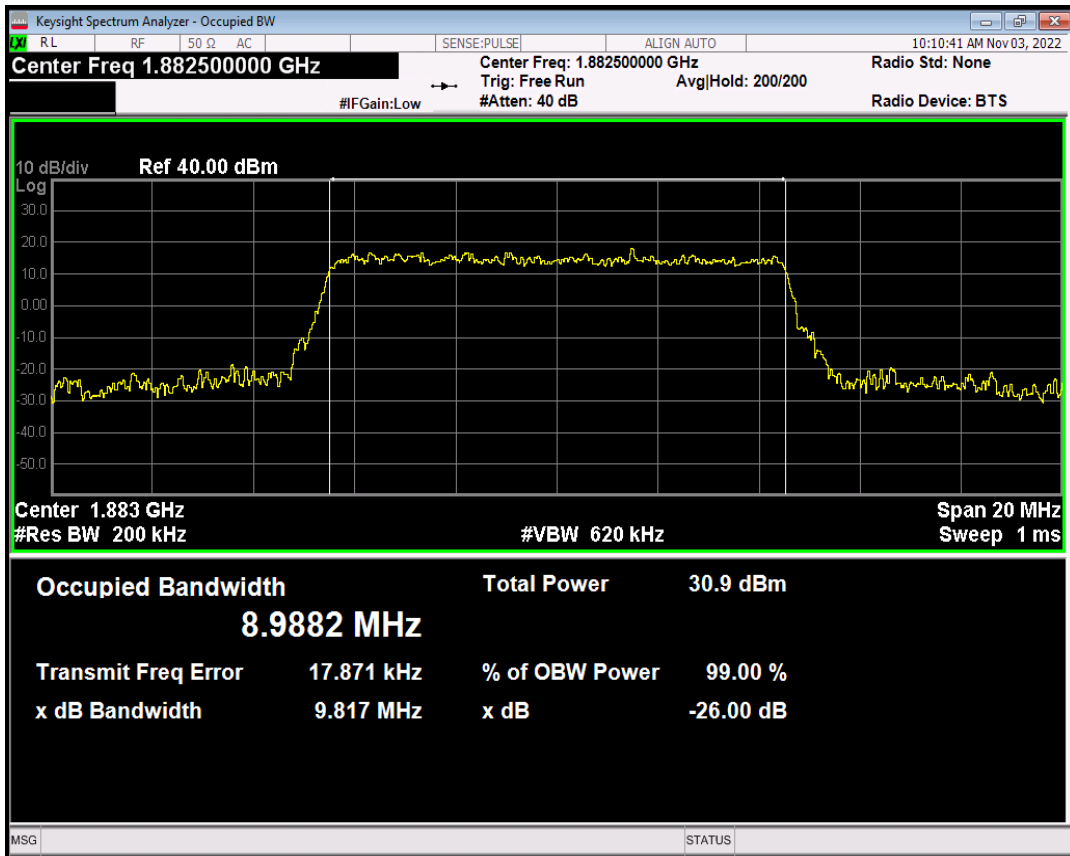 Keysight Spectrum Analyzer - Occupied BW
LXI RL RF 50 Ω AC SENSE:PULSE ALIGN AUTO 10:10:41 AM Nov 03, 2022
Center Freq 1.882500000 GHz Center Freq: 1.882500000 GHz Radio Std: None
Trig: Free Run Avg|Hold: 200/200
#IFGain:Low #Atten: 40 dB Radio Device: BTS
10 dB/div Ref 40.00 dBm
Log
30.0
20.0
10.0
0.00
-10.0
-20.0
-30.0
-40.0
-50.0
Center 1.883 GHz Span 20 MHz
#Res BW 200 kHz #VBW 620 kHz Sweep 1 ms
Occupied Bandwidth Total Power 30.9 dBm
8.9882 MHz
Transmit Freq Error 17.871 kHz % of OBW Power 99.00 %
x dB Bandwidth 9.817 MHz x dB -26.00 dB
MSG STATUS